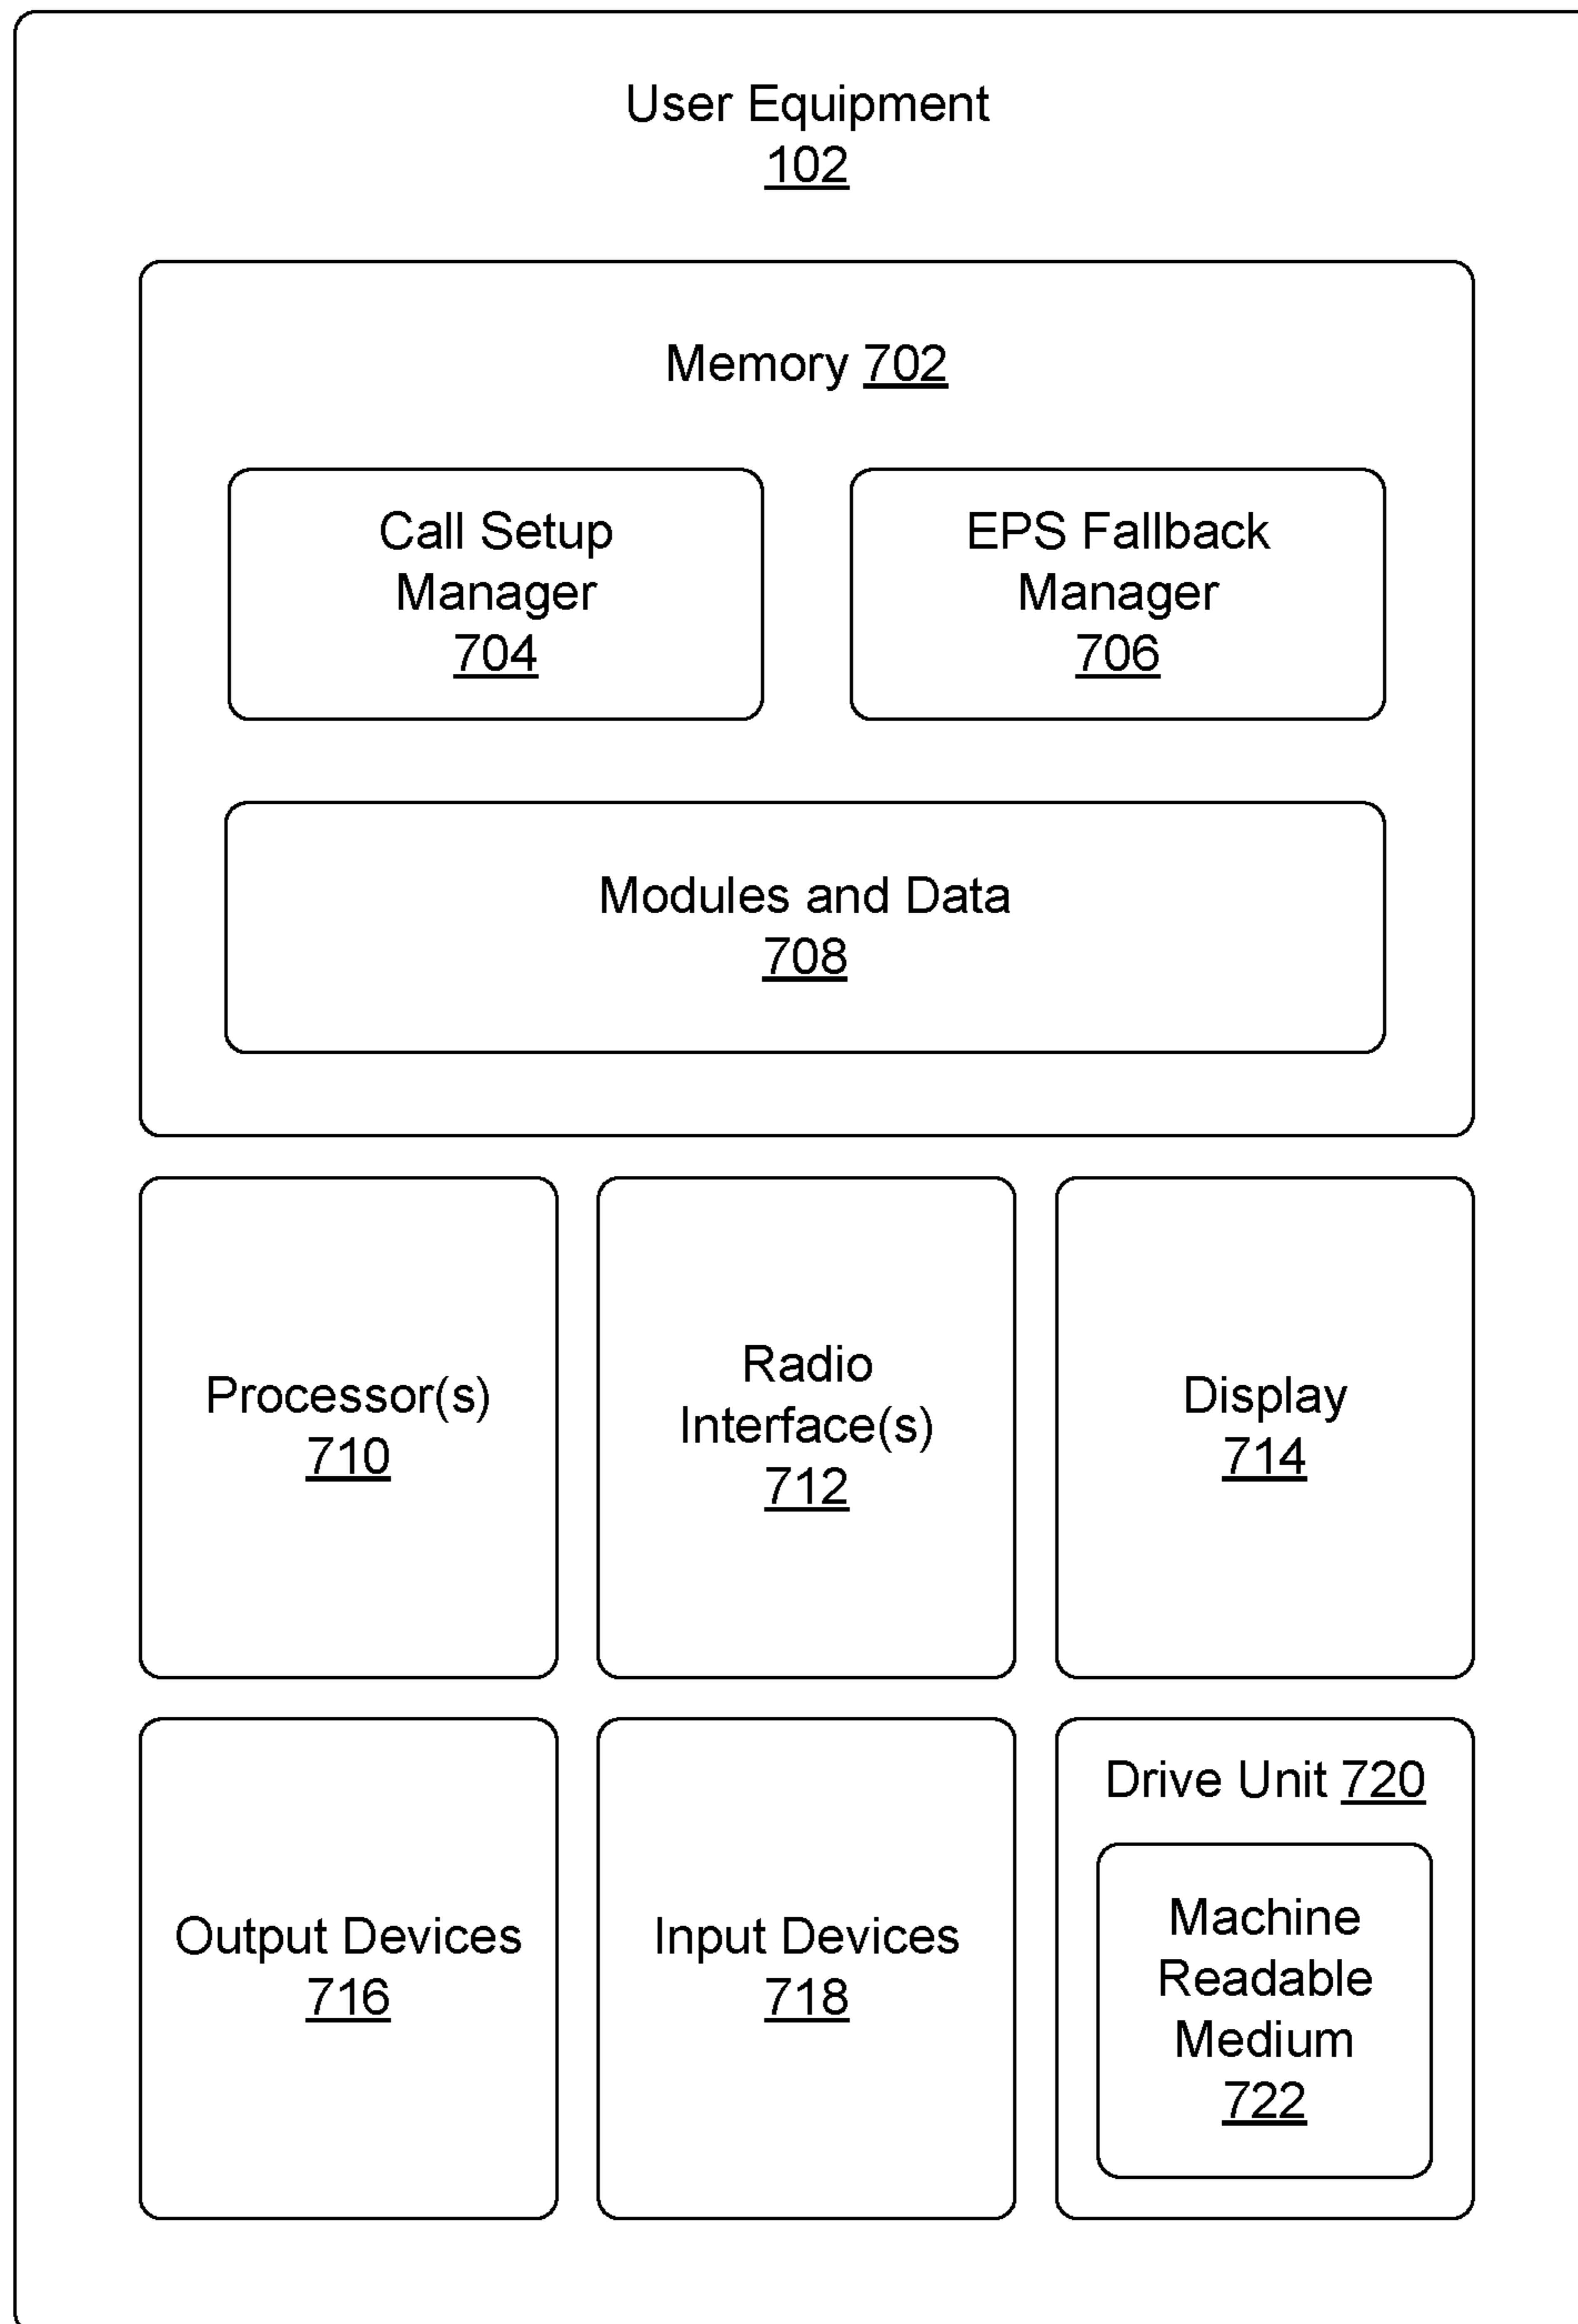 User Equipment
102
Memory 702
Call Setup
Manager
704
EPS Fallback
Manager
706
Modules and Data
708
Processor(s)
710
Radio
Interface(s)
712
Display
714
Output Devices
716
Input Devices
718
Drive Unit 720
Machine
Readable
Medium
722